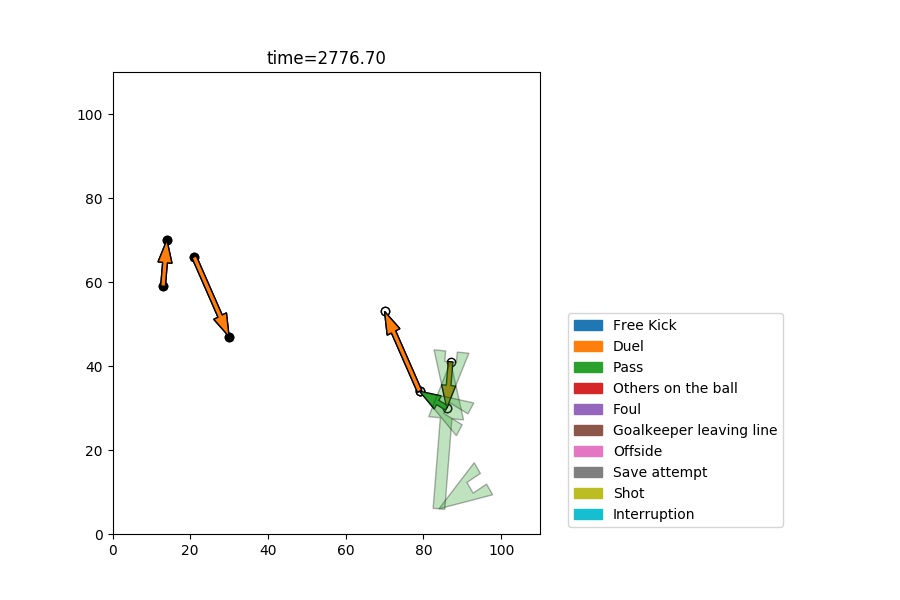 time=2776.70
100
80
60
40
20
0
0 20 40 60 80 100
Free Kick
Duel
Pass
Others on the ball
Foul
Goalkeeper leaving line
Offside
Save attempt
Shot
Interruption